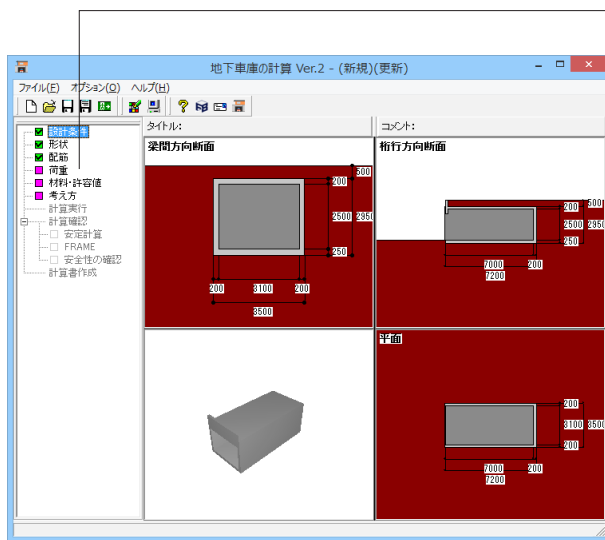 地下車庫の計算 Ver.2 - (新規)(更新)
ファイル(F) オプション(O) ヘルプ(H)
設計条件
形状
配筋
荷重
材料・許容値
考え方
計算実行
計算確認
安定計算
FRAME
安全性の確認
計算書作成
タイトル:
コメント:
梁間方向断面
500
200
2500 2950
250
200 3100 200
3500
桁行方向断面
200 500
2500 2950
250
7000 200
7200
平面
200
3100 3500
200
7000 200
7200